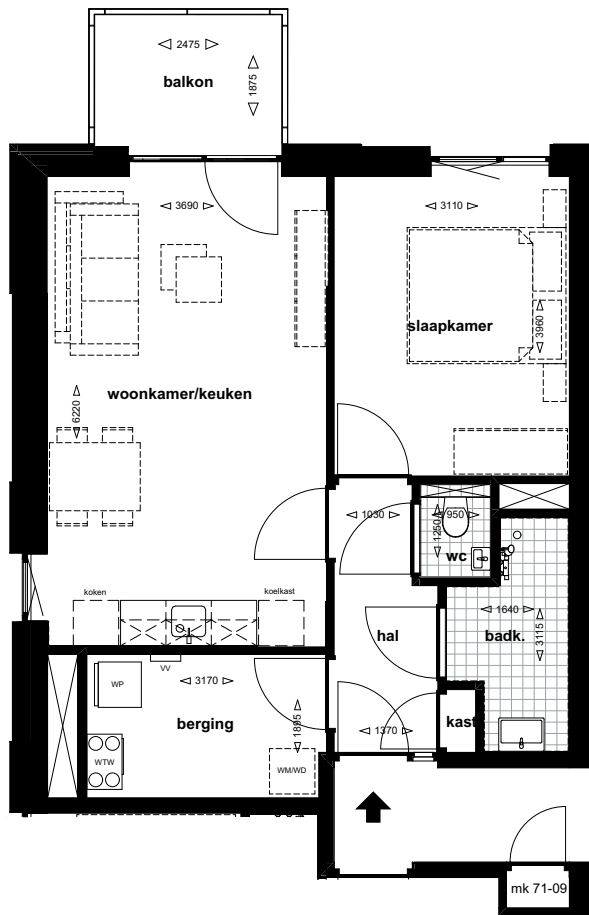 2475
balkon
1875
3690
3110
slaapkamer
3960
woonkamer/keuken
6220
1030
950
1250
wc
koken
koelkast
1640
hal
badk.
3115
VV
WP
3170
berging
1895
kast
1370
WTW
WM/WD
mk 71-09